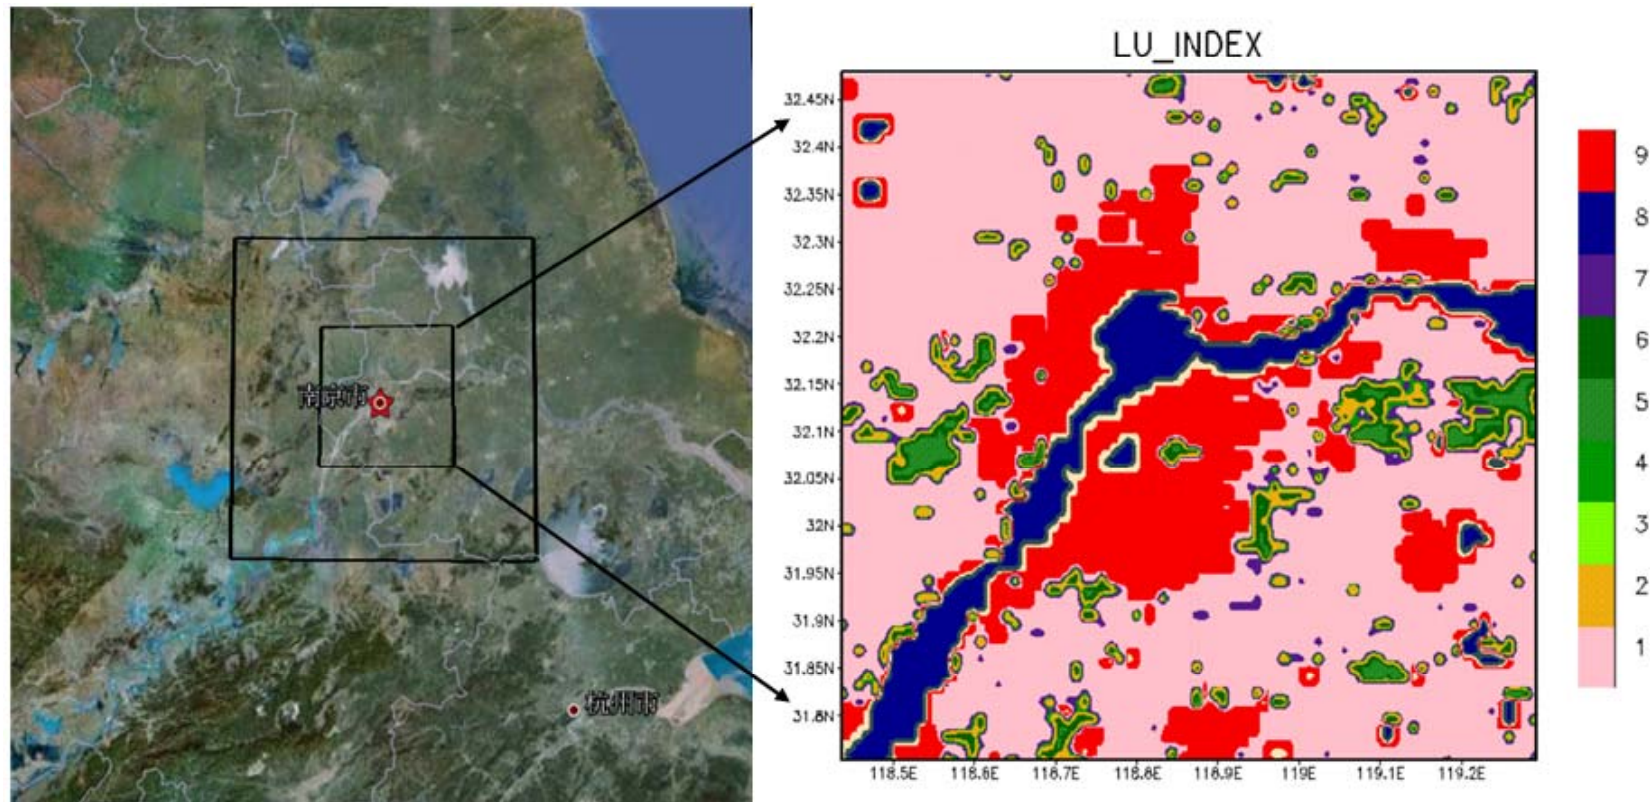 南京市
杭州市
LU_INDEX
32.45N
32.4N
32.35N
32.3N
32.25N
32.2N
32.15N
32.1N
32.05N
32N
31.95N
31.9N
31.85N
31.8N
118.5E 118.6E 118.7E 118.8E 118.9E 119E 119.1E 119.2E
9
8
7
6
5
4
3
2
1